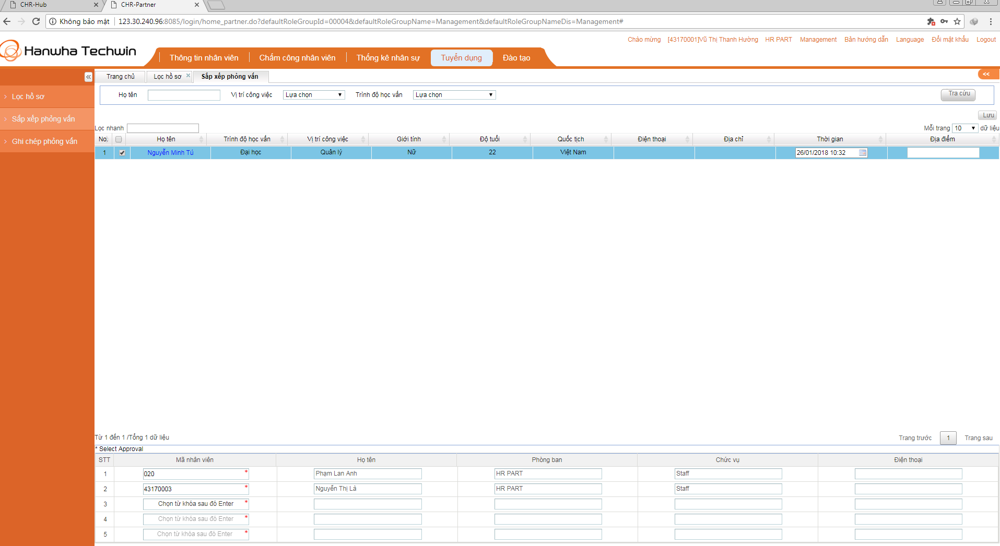 CHR-Hub
CHR-Partner
Không bảo mật
123.30.240.96:8085/login/home_partner.do?defaultRoleGroupId=00004&defaultRoleGroupName=Management&defaultRoleGroupNameDis=Management#
Chào mừng [43170001]Vũ Thị Thanh Hường HR PART Management Bản hướng dẫn Language Đổi mật khẩu Logout
Hanwha Techwin
Thông tin nhân viên Chấm công nhân viên Thống kê nhân sự Tuyển dụng Đào tạo
Lọc hồ sơ
Sắp xếp phỏng vấn
Ghi chép phỏng vấn
Trang chủ Lọc hồ sơ Sắp xếp phỏng vấn
<<
Họ tên Vị trí công việc Lựa chọn Trình độ học vấn Lựa chọn Tra cứu
Lưu
Lọc nhanh Mỗi trang 10 dữ liệu
No. Họ tên Trình độ học vấn Vị trí công việc Giới tính Độ tuổi Quốc tịch Điện thoại Địa chỉ Thời gian Địa điểm
1 Nguyễn Minh Tú Đại học Quản lý Nữ 22 Việt Nam 26/01/2018 10:32
Từ 1 đến 1 /Tổng 1 dữ liệu Trang trước 1 Trang sau
* Select Approval
STT Mã nhân viên Họ tên Phòng ban Chức vụ Điện thoại
1 020 * Phạm Lan Anh HR PART Staff
2 43170003 * Nguyễn Thị Là HR PART Staff
3 Chọn từ khóa sau đó Enter *
4 Chọn từ khóa sau đó Enter *
5 Chọn từ khóa sau đó Enter *